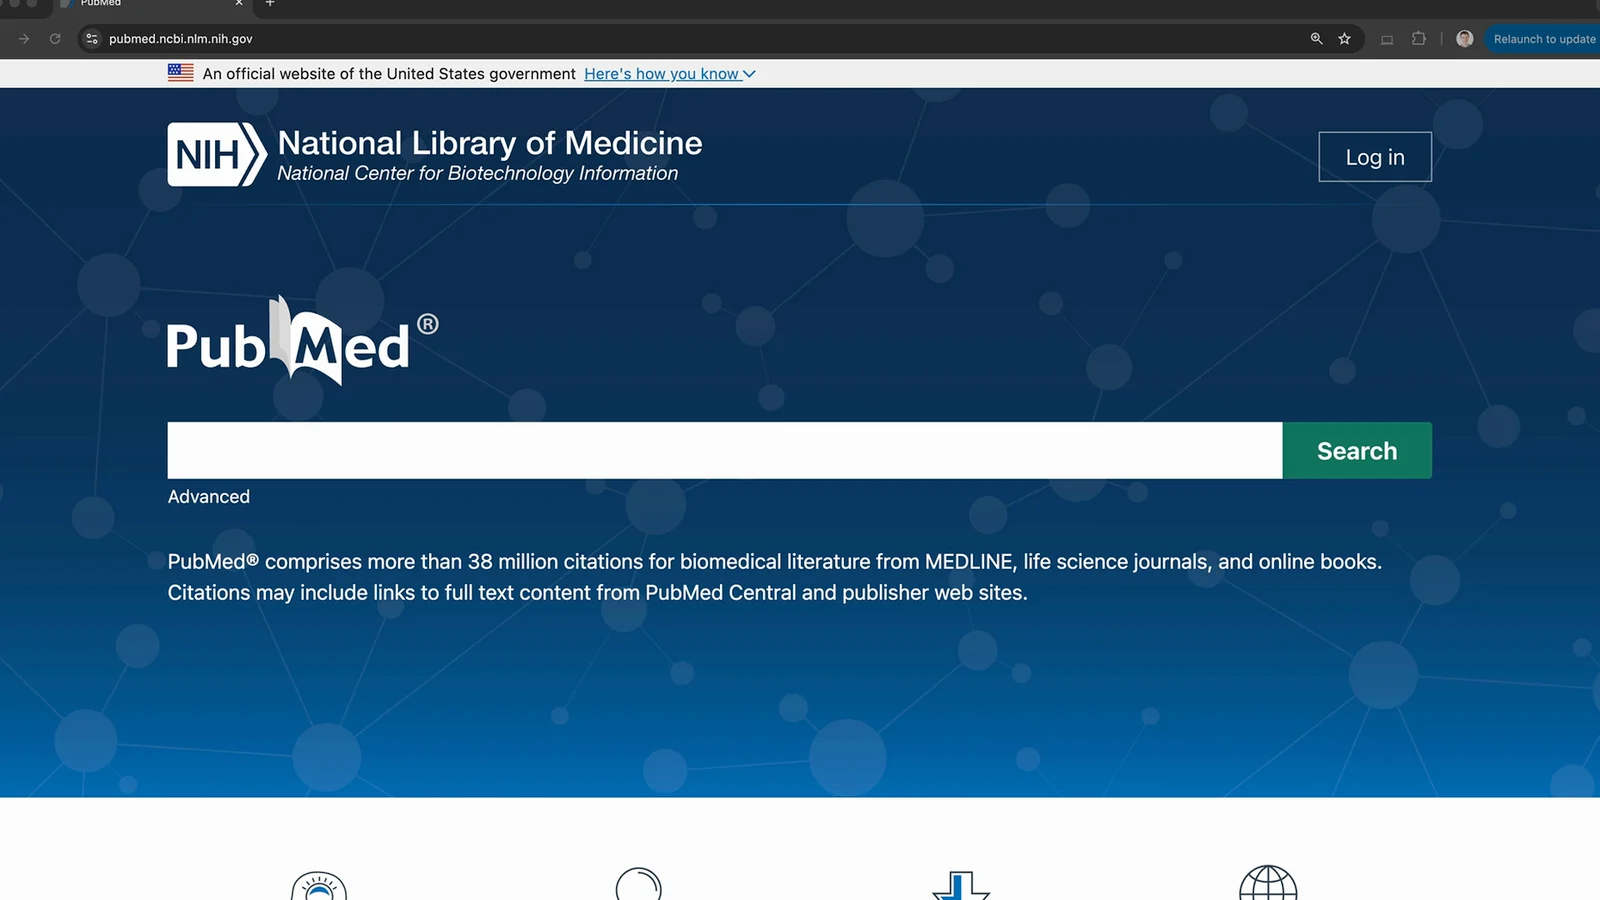 PubMed
pubmed.ncbi.nlm.nih.gov
Relaunch to update
An official website of the United States government Here's how you know
NIH National Library of Medicine
National Center for Biotechnology Information
Log in
PubMed®
Search
Advanced
PubMed® comprises more than 38 million citations for biomedical literature from MEDLINE, life science journals, and online books.
Citations may include links to full text content from PubMed Central and publisher web sites.